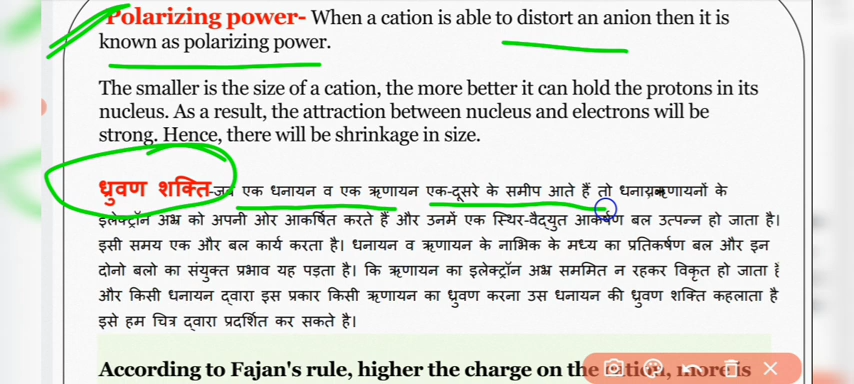 Polarizing power- When a cation is able to distort an anion then it is
known as polarizing power.
The smaller is the size of a cation, the more better it can hold the protons in its
nucleus. As a result, the attraction between nucleus and electrons will be
strong. Hence, there will be shrinkage in size.
ध्रुवण शक्ति-जब एक धनायन व एक ऋणायन एक-दूसरे के समीप आते हैं तो धनायन ऋणायनों के
इलेक्ट्रॉन अभ्र को अपनी ओर आकर्षित करते हैं और उनमें एक स्थिर-वैद्युत आकर्षण बल उत्पन्न हो जाता है।
इसी समय एक और बल कार्य करता है। धनायन व ऋणायन के नाभिक के मध्य का प्रतिकर्षण बल और इन
दोनो बलो का संयुक्त प्रभाव यह पड़ता है। कि ऋणायन का इलेक्ट्रॉन अभ्र सममित न रहकर विकृत हो जाता है
और किसी धनायन द्वारा इस प्रकार किसी ऋणायन का ध्रुवण करना उस धनायन की ध्रुवण शक्ति कहलाता है
इसे हम चित्र द्वारा प्रदर्शित कर सकते है।
According to Fajan's rule, higher the charge on the cation, more is